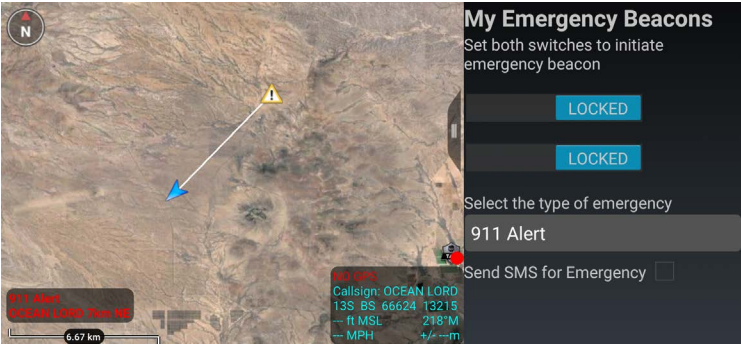 N
My Emergency Beacons
Set both switches to initiate
emergency beacon
LOCKED
LOCKED
Select the type of emergency
911 Alert
Send SMS for Emergency
911 Alert
OCEAN LORD 7km NE
6.67 km
NO GPS
Callsign: OCEAN LORD
13S BS 66624 13215
--- ft MSL 218°M
--- MPH +/- ---m